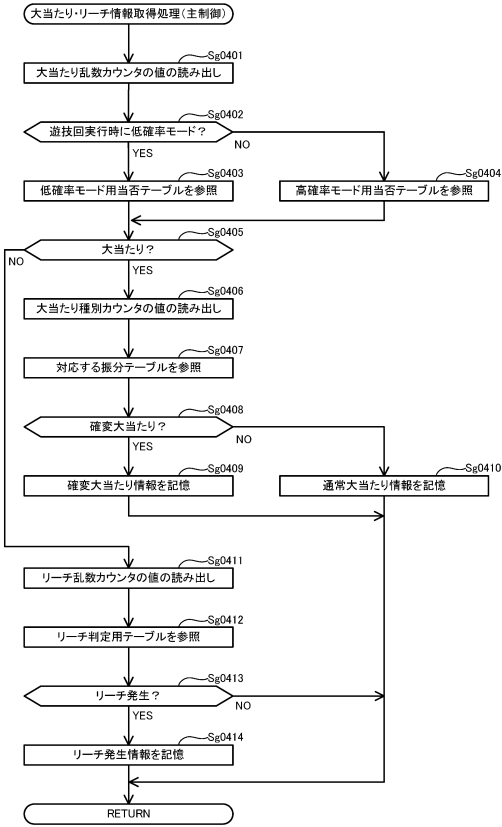 大当たり・リーチ情報取得処理(主制御)
Sg0401
大当たり乱数カウンタの値の読み出し
Sg0402
遊技回実行時に低確率モード？
NO
YES
Sg0403
低確率モード用当否テーブルを参照
Sg0404
高確率モード用当否テーブルを参照
Sg0405
大当たり？
NO
YES
Sg0406
大当たり種別カウンタの値の読み出し
Sg0407
対応する振分テーブルを参照
Sg0408
確変大当たり？
NO
YES
Sg0409
確変大当たり情報を記憶
Sg0410
通常大当たり情報を記憶
Sg0411
リーチ乱数カウンタの値の読み出し
Sg0412
リーチ判定用テーブルを参照
Sg0413
リーチ発生？
NO
YES
Sg0414
リーチ発生情報を記憶
RETURN